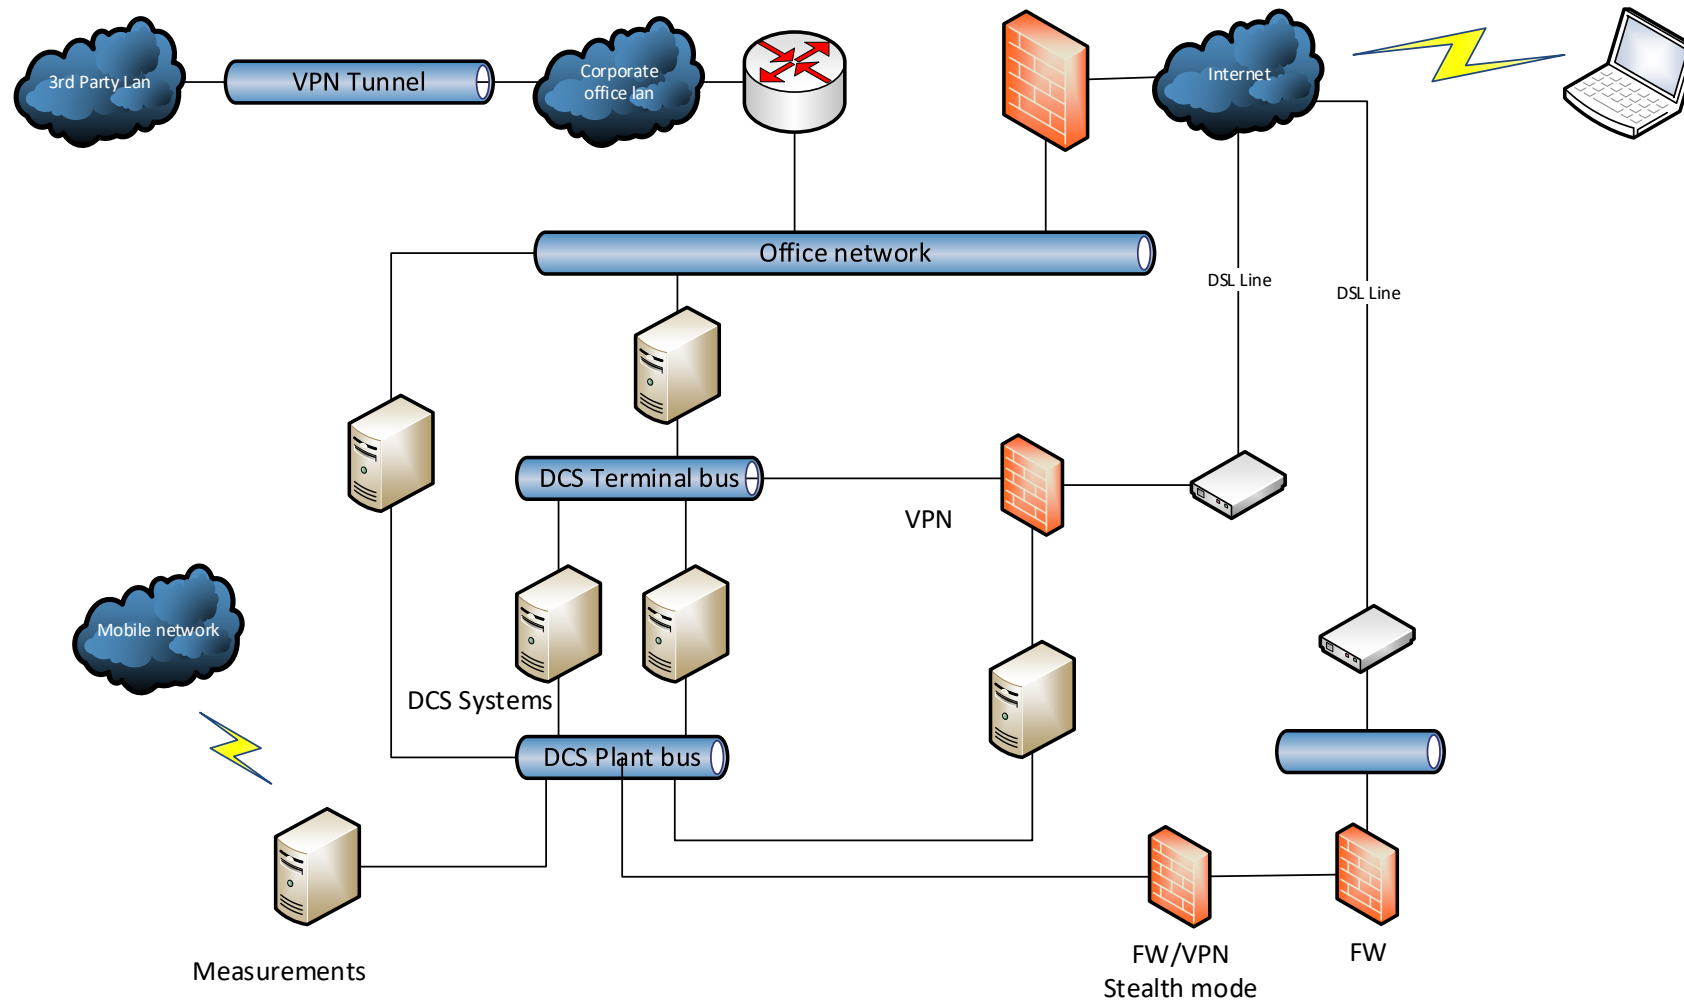 3rd Party Lan
VPN Tunnel
Corporate
office lan
Internet
Office network
DSL Line
DSL Line
DCS Terminal bus
VPN
Mobile network
DCS Systems
DCS Plant bus
Measurements
FW/VPN
Stealth mode
FW